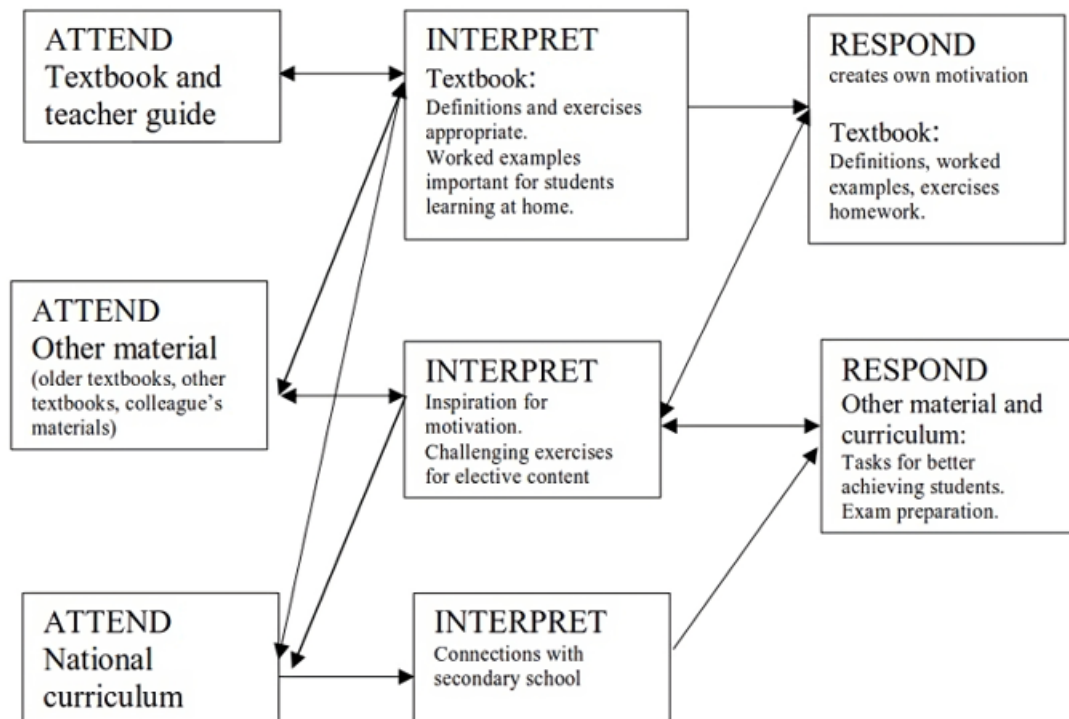 ATTEND
Textbook and
teacher guide
INTERPRET
Textbook:
Definitions and exercises
appropriate.
Worked examples
important for students
learning at home.
RESPOND
creates own motivation
Textbook:
Definitions, worked
examples, exercises
homework.
ATTEND
Other material
(older textbooks, other
textbooks, colleague's
materials)
INTERPRET
Inspiration for
motivation.
Challenging exercises
for elective content
RESPOND
Other material and
curriculum:
Tasks for better
achieving students.
Exam preparation.
ATTEND
National
curriculum
INTERPRET
Connections with
secondary school